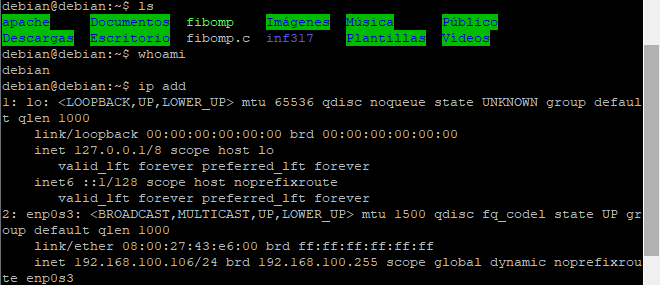 debian@debian:~$ ls
apache Documentos fibomp Imágenes Música Público
Descargas Escritorio fibomp.c inf317 Plantillas Vídeos
debian@debian:~$ whoami
debian
debian@debian:~$ ip add
1: lo: <LOOPBACK,UP,LOWER_UP> mtu 65536 qdisc noqueue state UNKNOWN group defaul
t qlen 1000
link/loopback 00:00:00:00:00:00 brd 00:00:00:00:00:00
inet 127.0.0.1/8 scope host lo
valid_lft forever preferred_lft forever
inet6 ::1/128 scope host noprefixroute
valid_lft forever preferred_lft forever
2: enp0s3: <BROADCAST,MULTICAST,UP,LOWER_UP> mtu 1500 qdisc fq_codel state UP gr
oup default qlen 1000
link/ether 08:00:27:43:e6:00 brd ff:ff:ff:ff:ff:ff
inet 192.168.100.106/24 brd 192.168.100.255 scope global dynamic noprefixrou
te enp0s3